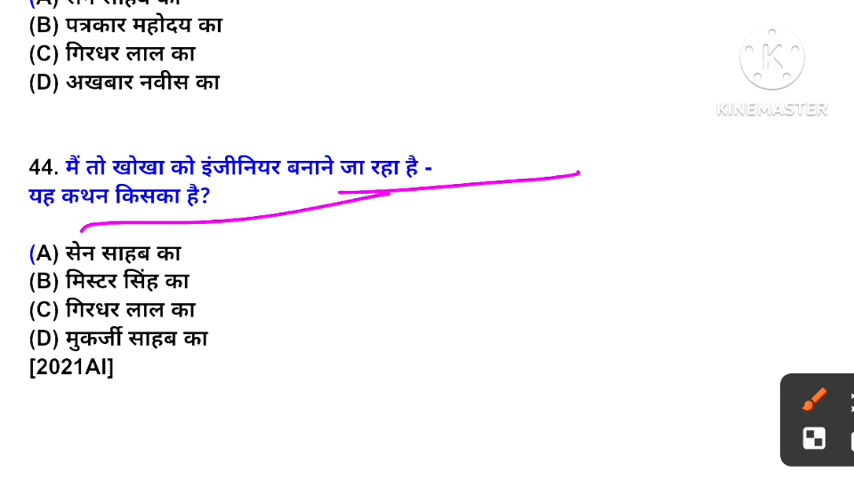 (A) सेन साहब का
(B) पत्रकार महोदय का
(C) गिरधर लाल का
(D) अखबार नवीस का
KINEMASTER
44. मैं तो खोखा को इंजीनियर बनाने जा रहा है -
यह कथन किसका है?
(A) सेन साहब का
(B) मिस्टर सिंह का
(C) गिरधर लाल का
(D) मुकर्जी साहब का
[2021AI]